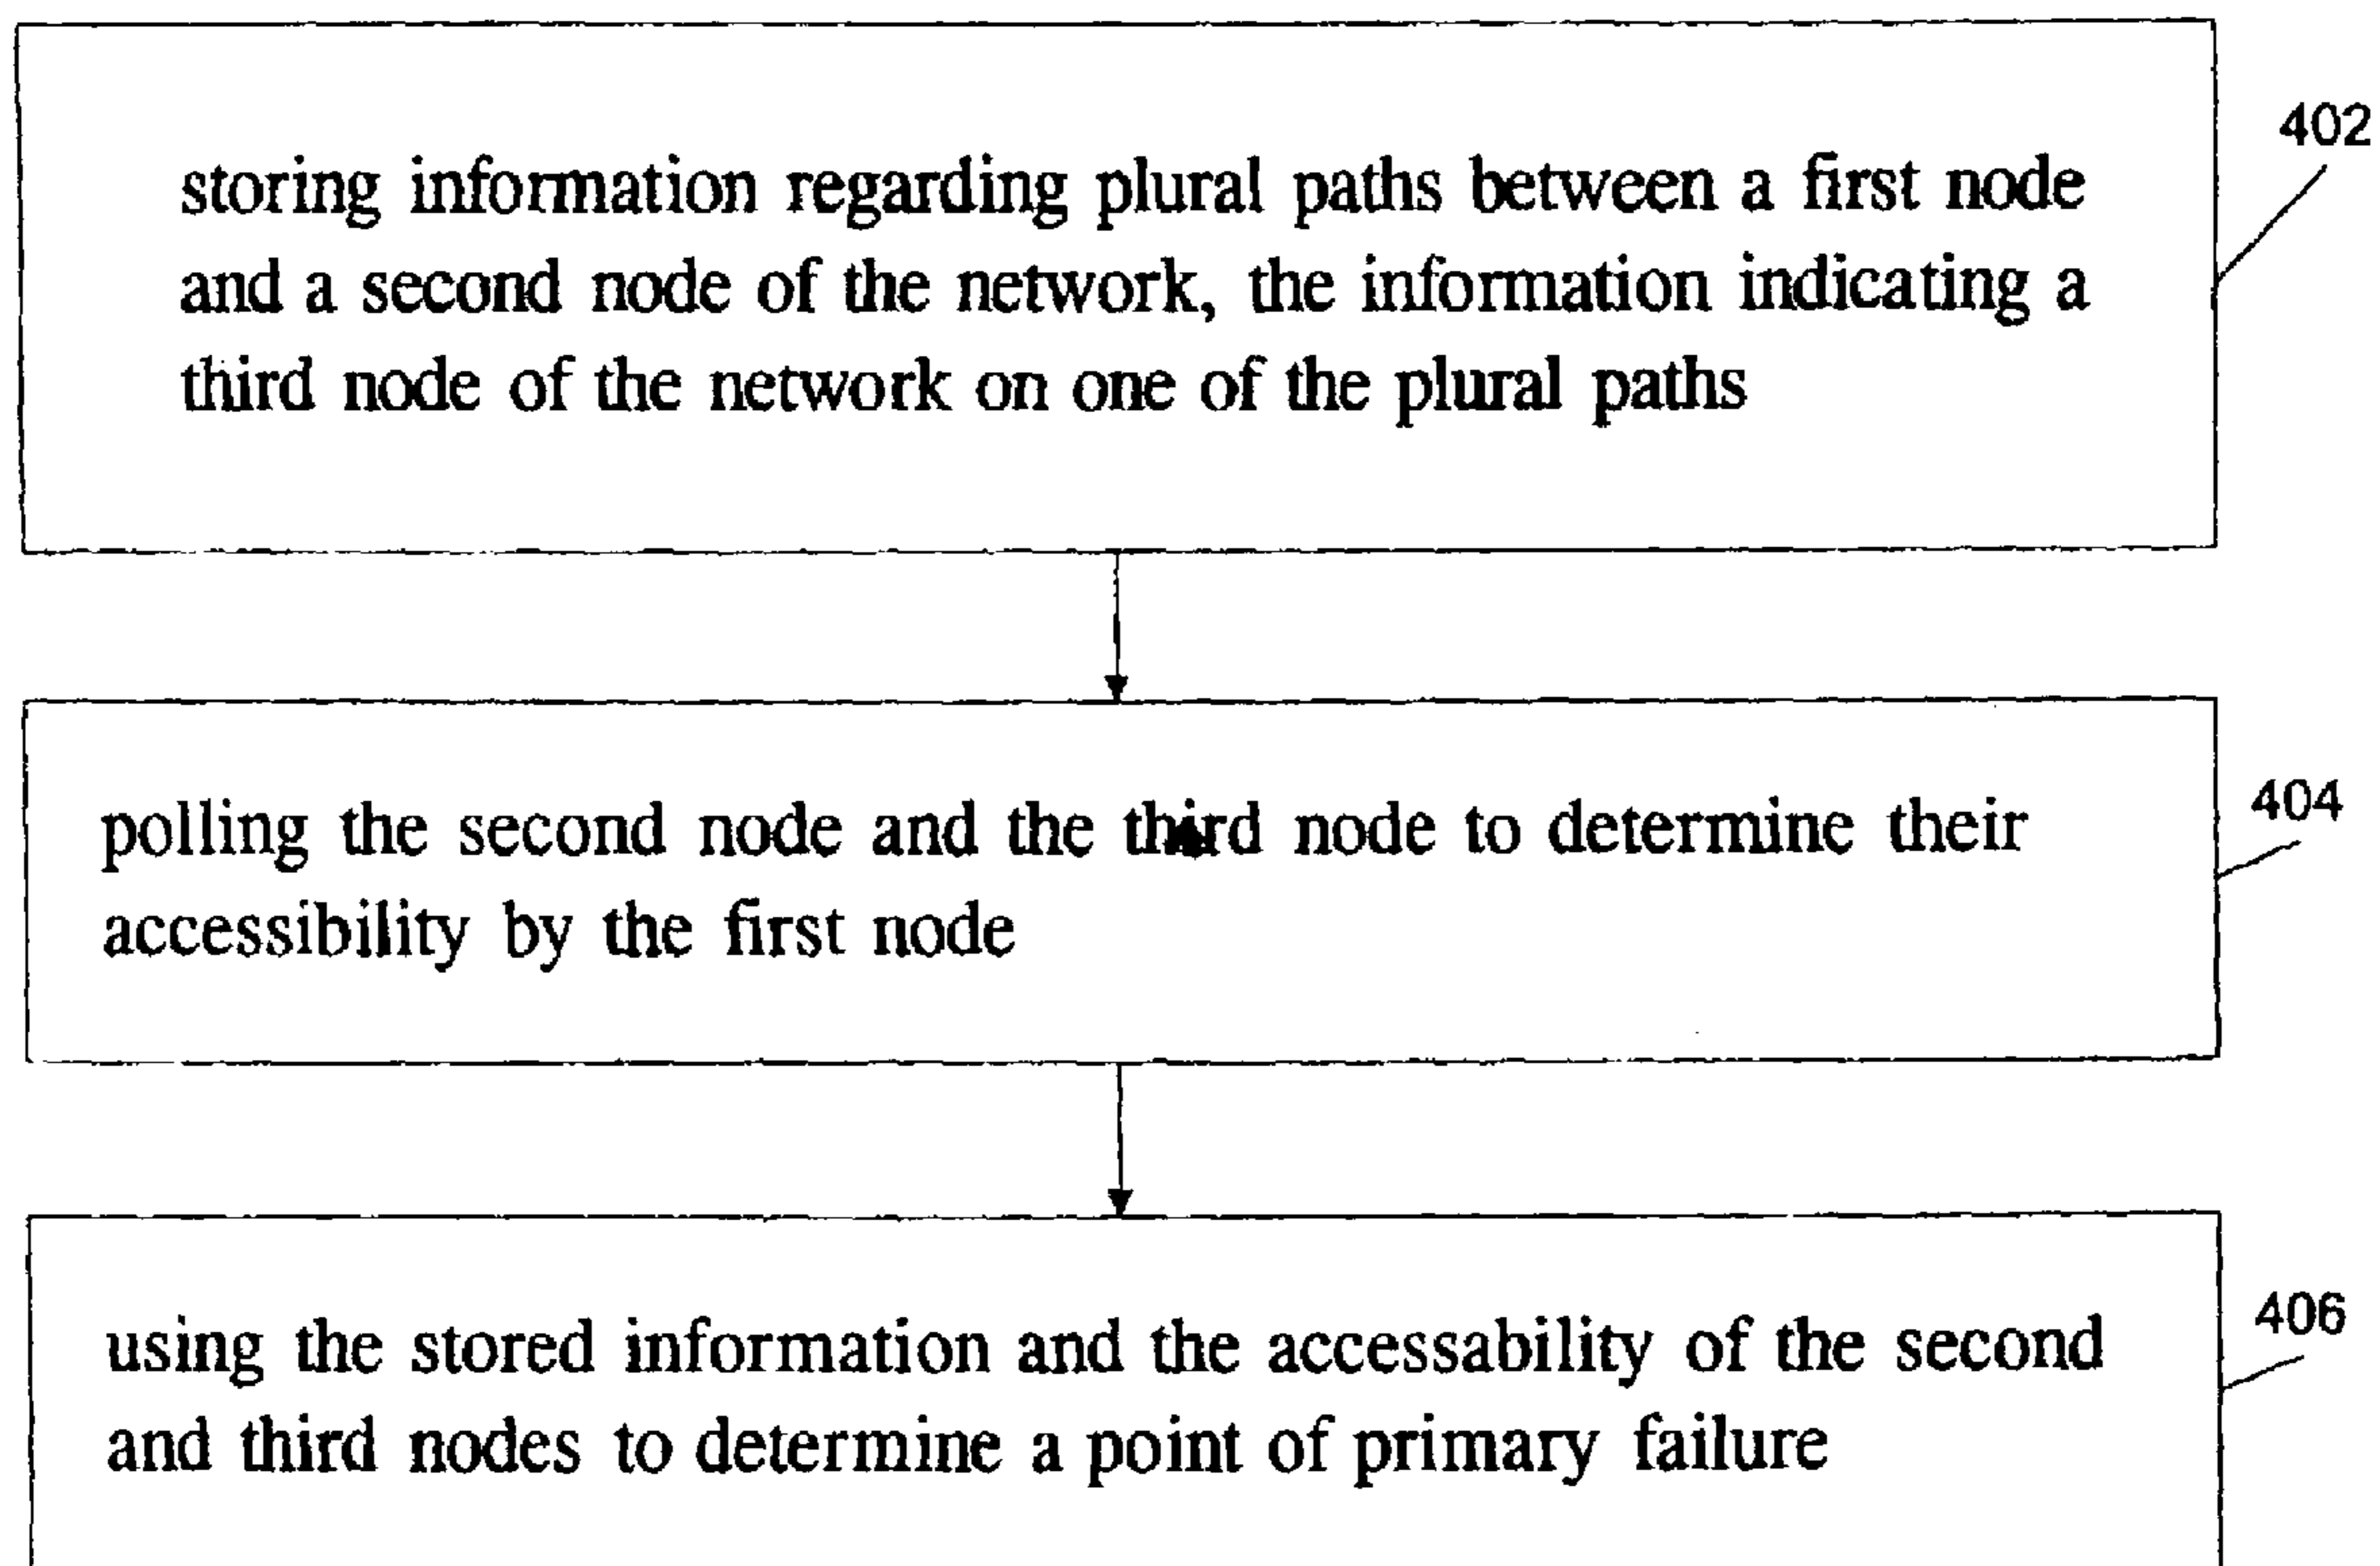 402
storing information regarding plural paths between a first node
and a second node of the network, the information indicating a
third node of the network on one of the plural paths
404
polling the second node and the third node to determine their
accessibility by the first node
406
using the stored information and the accessability of the second
and third nodes to determine a point of primary failure